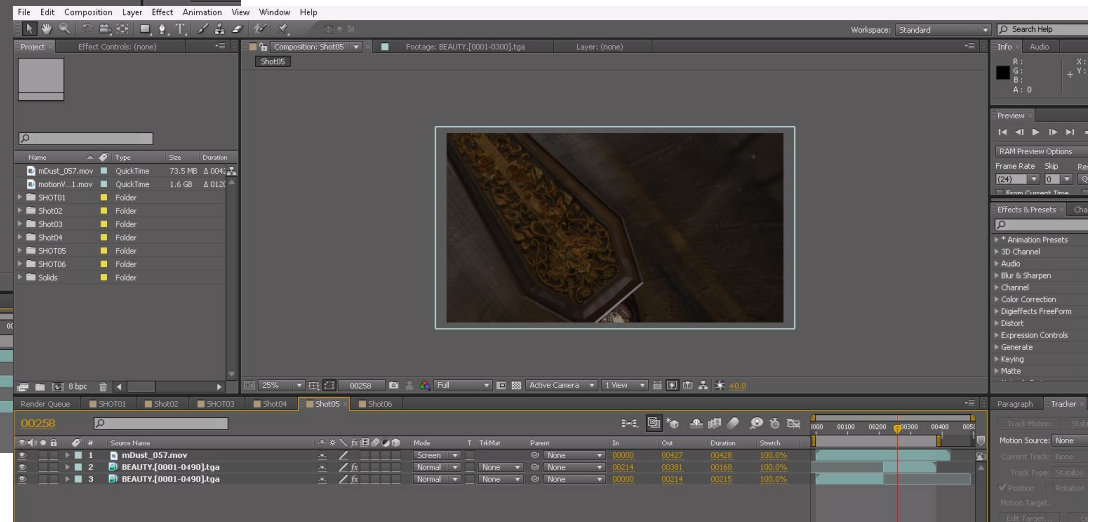 File Edit Composition Layer Effect Animation View Window Help
Workspace: Standard Search Help
Project Effect Controls: (none)
Composition: Shot05 Footage: BEAUTY.[0001-0300].tga Layer: (none)
Shot05
Info Audio
R: X:
G: Y:
B:
A: 0
Preview
RAM Preview Options
Frame Rate Skip Re
(24) 0
From Current Time
Name Type Size Duration
mDust_057.mov QuickTime 73.5 MB Δ 004
motionV...1.mov QuickTime 1.6 GB Δ 012
SHOT01 Folder
Shot02 Folder
Shot03 Folder
Shot04 Folder
SHOT05 Folder
SHOT06 Folder
Solids Folder
Effects & Presets Cha
* Animation Presets
3D Channel
Audio
Blur & Sharpen
Channel
Color Correction
Digieffects FreeForm
Distort
Expression Controls
Generate
Keying
Matte
8 bpc
25% 00258 Full Active Camera 1 View +0.0
Render Queue SHOT01 Shot02 SHOT03 Shot04 Shot05 Shot06
00258
000 00100 00200 00300 00400 005
# Source Name Mode T TrkMat Parent In Out Duration Stretch
1 mDust_057.mov Screen None 00000 00427 00428 100.0%
2 BEAUTY.[0001-0490].tga Normal None None 00214 00381 00168 100.0%
3 BEAUTY.[0001-0490].tga Normal None None 00000 00214 00215 100.0%
Paragraph Tracker
Track Motion Stabi
Motion Source: None
Current Track: None
Track Type: Stabilize
Position Rotation
Motion Target:
Edit Target...